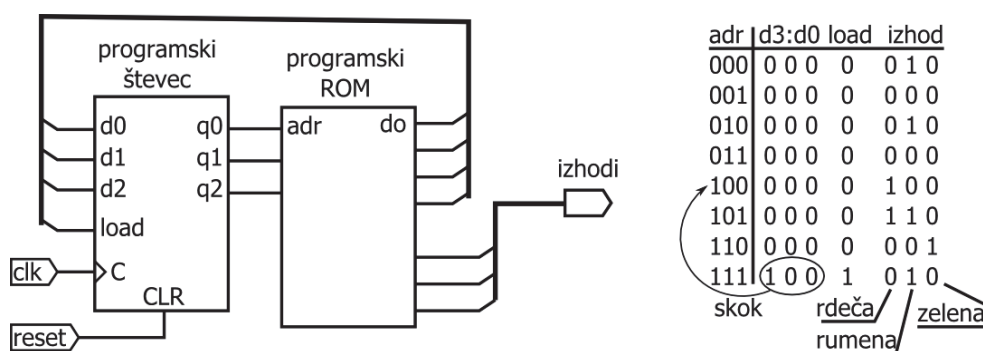 programski
števec
d0 q0
d1 q1
d2 q2
load
clk C
CLR
reset
programski
ROM
adr do
izhodi
adr d3:d0 load izhod
000 0 0 0 0 0 1 0
001 0 0 0 0 0 0 0
010 0 0 0 0 0 1 0
011 0 0 0 0 0 0 0
100 0 0 0 0 1 0 0
101 0 0 0 0 1 1 0
110 0 0 0 0 0 0 1
111 1 0 0 1 0 1 0
skok rdeča zelena
rumena